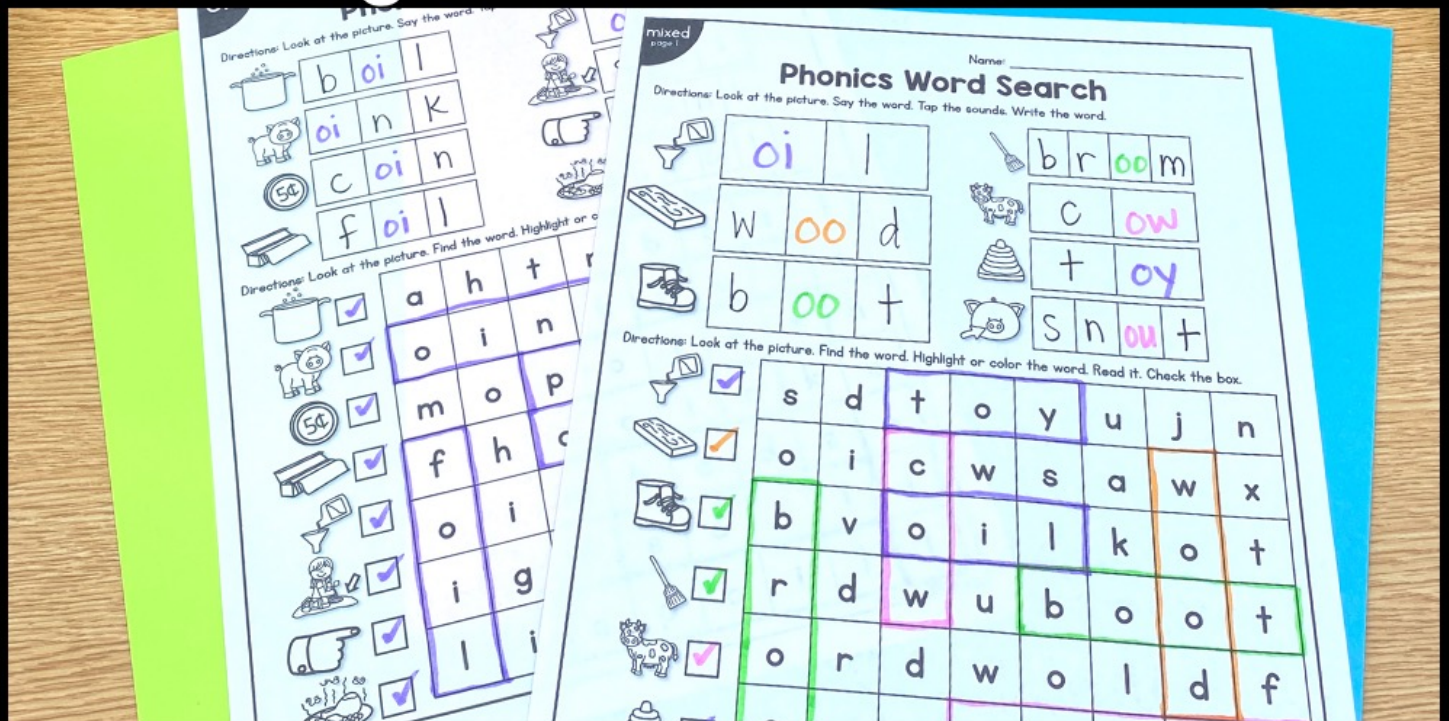 Directions: Look at the picture. Say the word.
b oi l
oi n k
5¢
c oi n
f oi l
Directions: Look at the picture. Find the word. Highlight or
a h t
o i n
m o p
5¢
f h
o i
i g
l i
mixed
page 1
Name:
Phonics Word Search
Directions: Look at the picture. Say the word. Tap the sounds. Write the word.
oi l
w oo d
b oo t
b r oo m
c ow
t oy
s n ou t
Directions: Look at the picture. Find the word. Highlight or color the word. Read it. Check the box.
s d t o y u j n
o i c w s a w x
b v o i l k o t
r d w u b o o t
o r d w o l d f